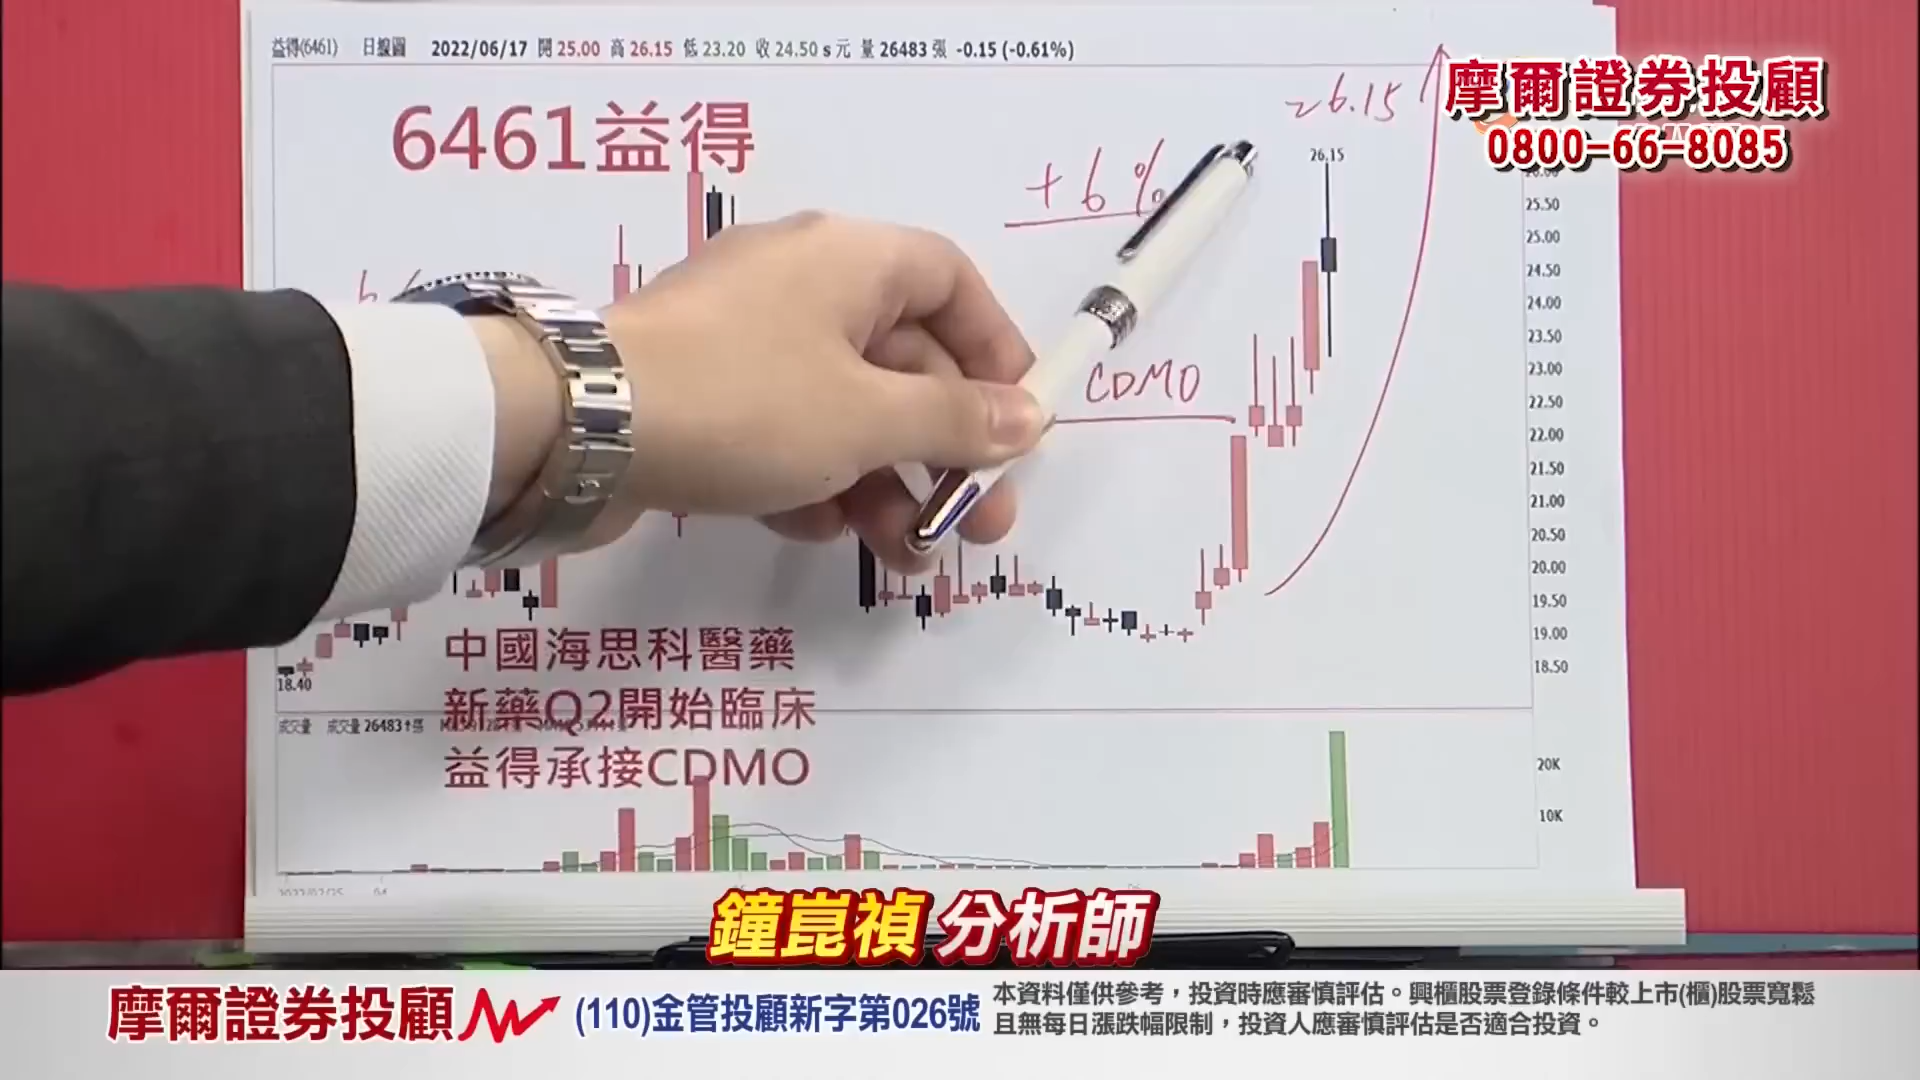 益得(6461) 日線圖 2022/06/17 開 25.00 高 26.15 低 23.20 收 24.50 s 元 量 26483 張 -0.15 (-0.61%)
摩爾證券投顧
0800-66-8085
6461益得
+6%
26.15
26.15
CDMO
25.50
25.00
24.50
24.00
23.50
23.00
22.50
22.00
21.50
21.00
20.50
20.00
19.50
19.00
18.50
18.40
中國海思科醫藥
新藥Q2開始臨床
益得承接CDMO
成交量 成交量 26483↑張
20K
10K
鐘崑禎 分析師
摩爾證券投顧
(110)金管投顧新字第026號
本資料僅供參考，投資時應審慎評估。興櫃股票登錄條件較上市(櫃)股票寬鬆
且無每日漲跌幅限制，投資人應審慎評估是否適合投資。